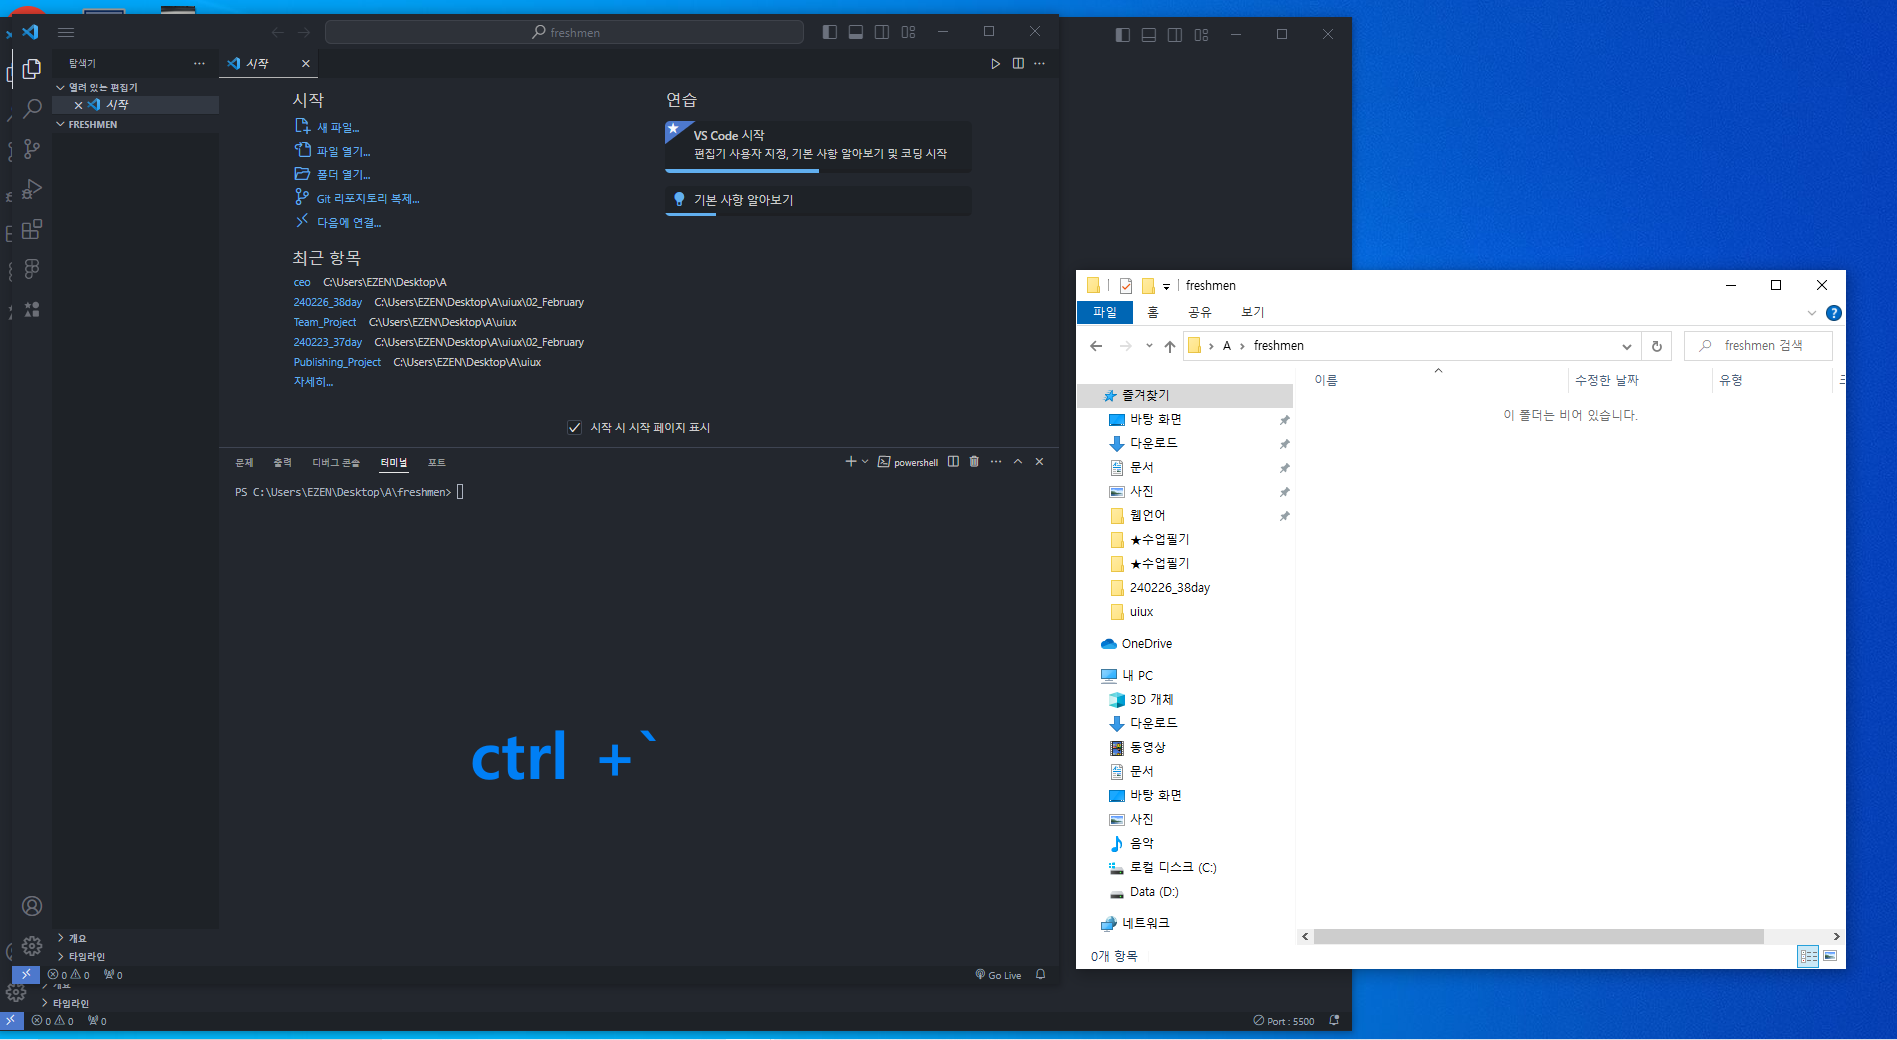 freshmen
탐색기
시작
열려 있는 편집기
시작
FRESHMEN
시작
새 파일...
파일 열기...
폴더 열기...
Git 리포지토리 복제...
다음에 연결...
연습
VS Code 시작
편집기 사용자 지정, 기본 사항 알아보기 및 코딩 시작
기본 사항 알아보기
최근 항목
ceo C:\Users\EZEN\Desktop\A
240226_38day C:\Users\EZEN\Desktop\A\uiux\02_February
Team_Project C:\Users\EZEN\Desktop\A\uiux
240223_37day C:\Users\EZEN\Desktop\A\uiux\02_February
Publishing_Project C:\Users\EZEN\Desktop\A\uiux
자세히...
시작 시 시작 페이지 표시
문제 출력 디버그 콘솔 터미널 포트
powershell
PS C:\Users\EZEN\Desktop\A\freshmen>
ctrl +`
개요
타임라인
0 0 0
Go Live
개요
타임라인
0 0 0
Port : 5500
freshmen
파일 홈 공유 보기
A freshmen
freshmen 검색
이름 수정한 날짜 유형
이 폴더는 비어 있습니다.
즐겨찾기
바탕 화면
다운로드
문서
사진
웹언어
★수업필기
★수업필기
240226_38day
uiux
OneDrive
내 PC
3D 개체
다운로드
동영상
문서
바탕 화면
사진
음악
로컬 디스크 (C:)
Data (D:)
네트워크
0개 항목